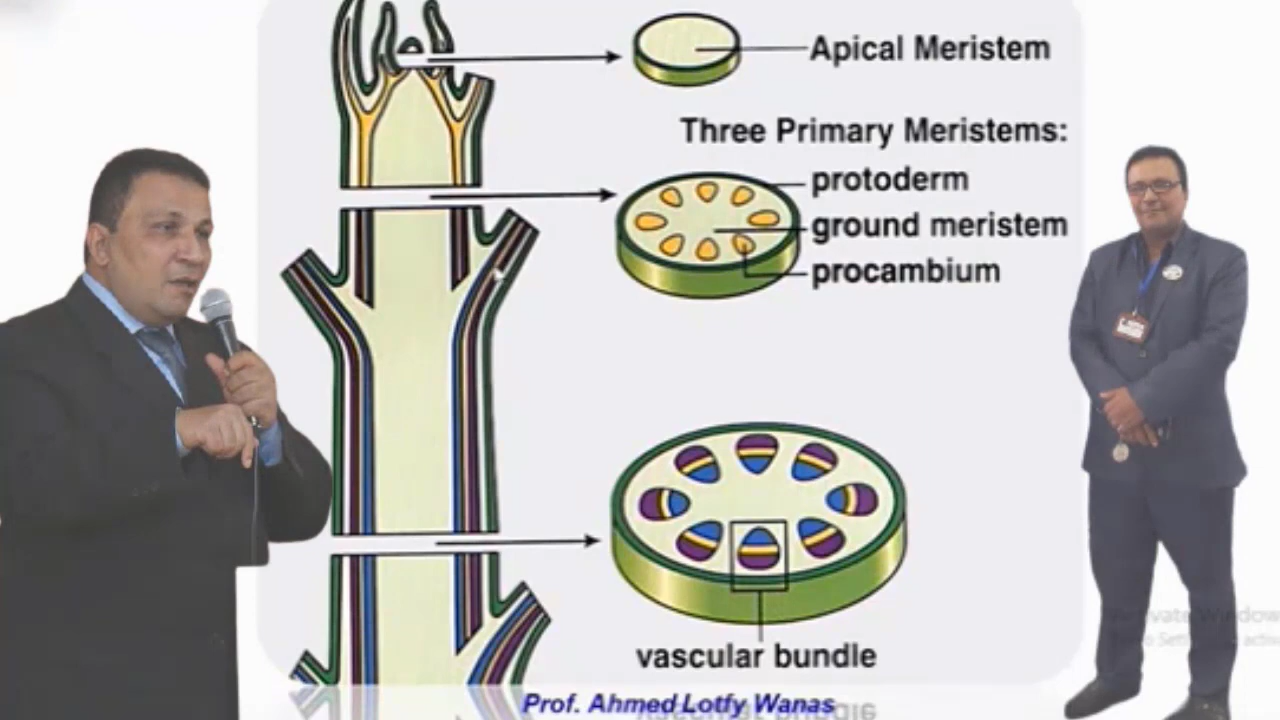 Apical Meristem
Three Primary Meristems:
protoderm
ground meristem
procambium
vascular bundle
Prof. Ahmed Lotfy Wanas